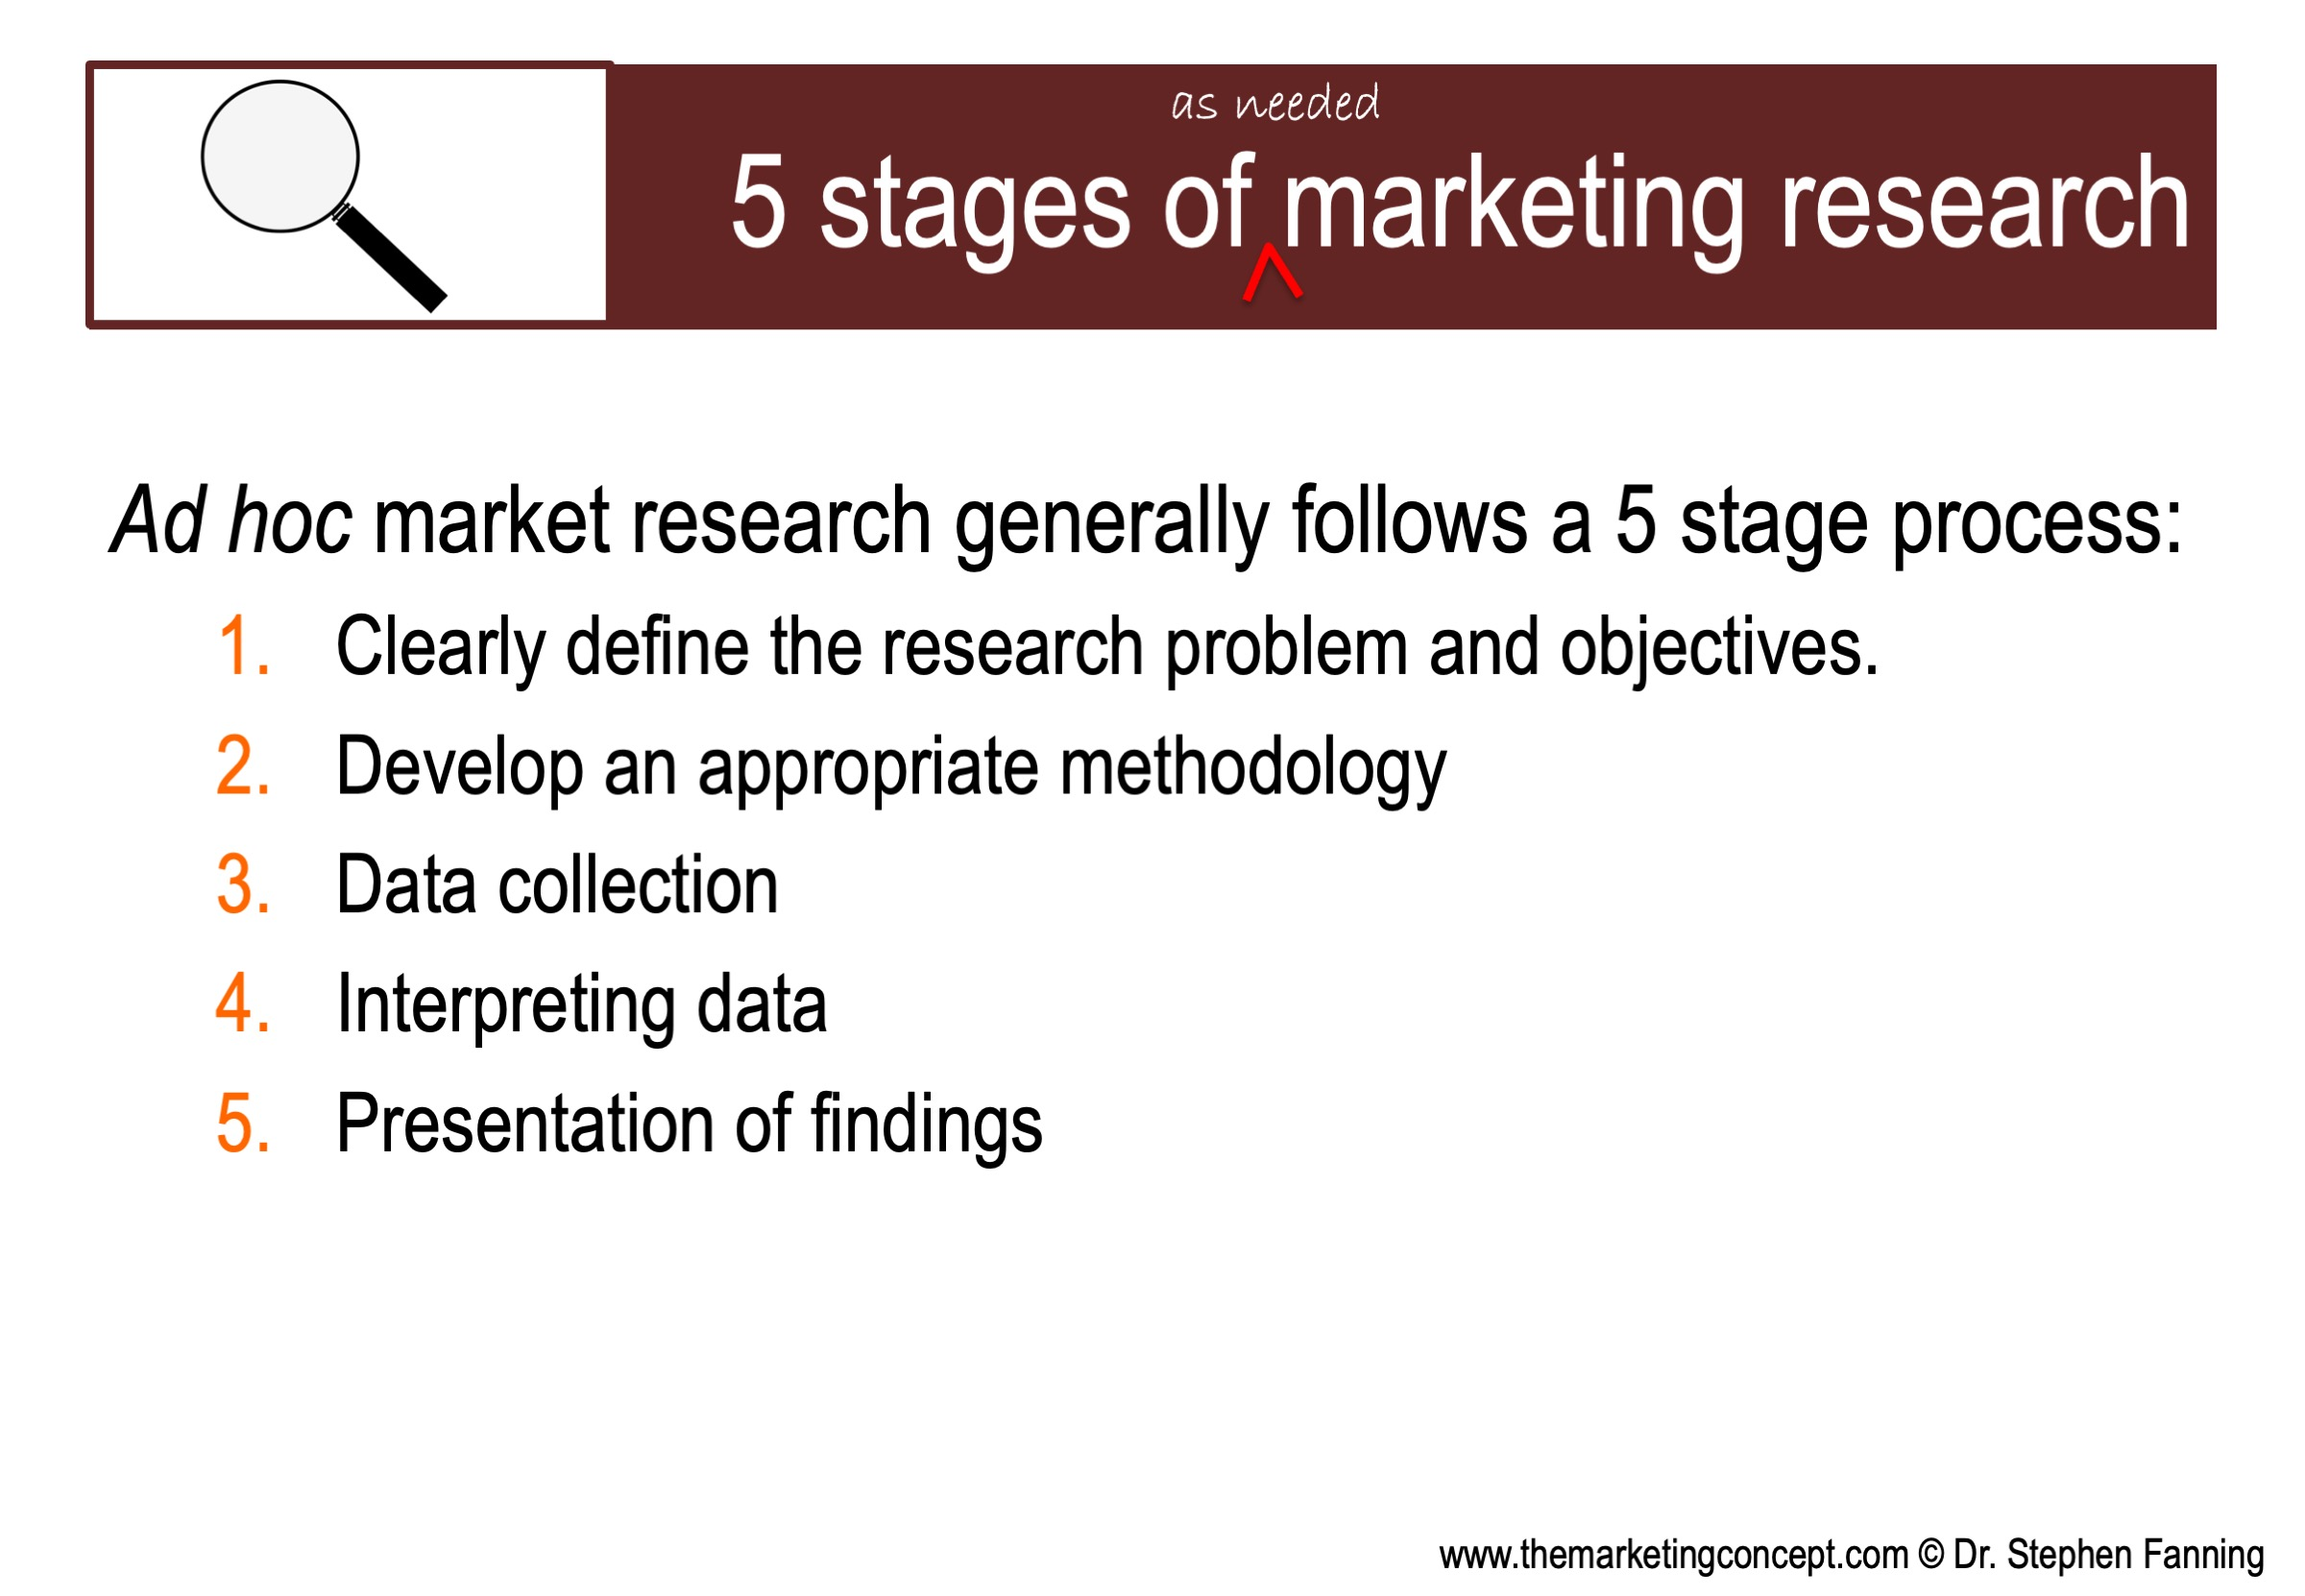 as needed
5 stages of marketing research
Ad hoc market research generally follows a 5 stage process:
1. Clearly define the research problem and objectives.
2. Develop an appropriate methodology
3. Data collection
4. Interpreting data
5. Presentation of findings
www.themarketingconcept.com © Dr. Stephen Fanning